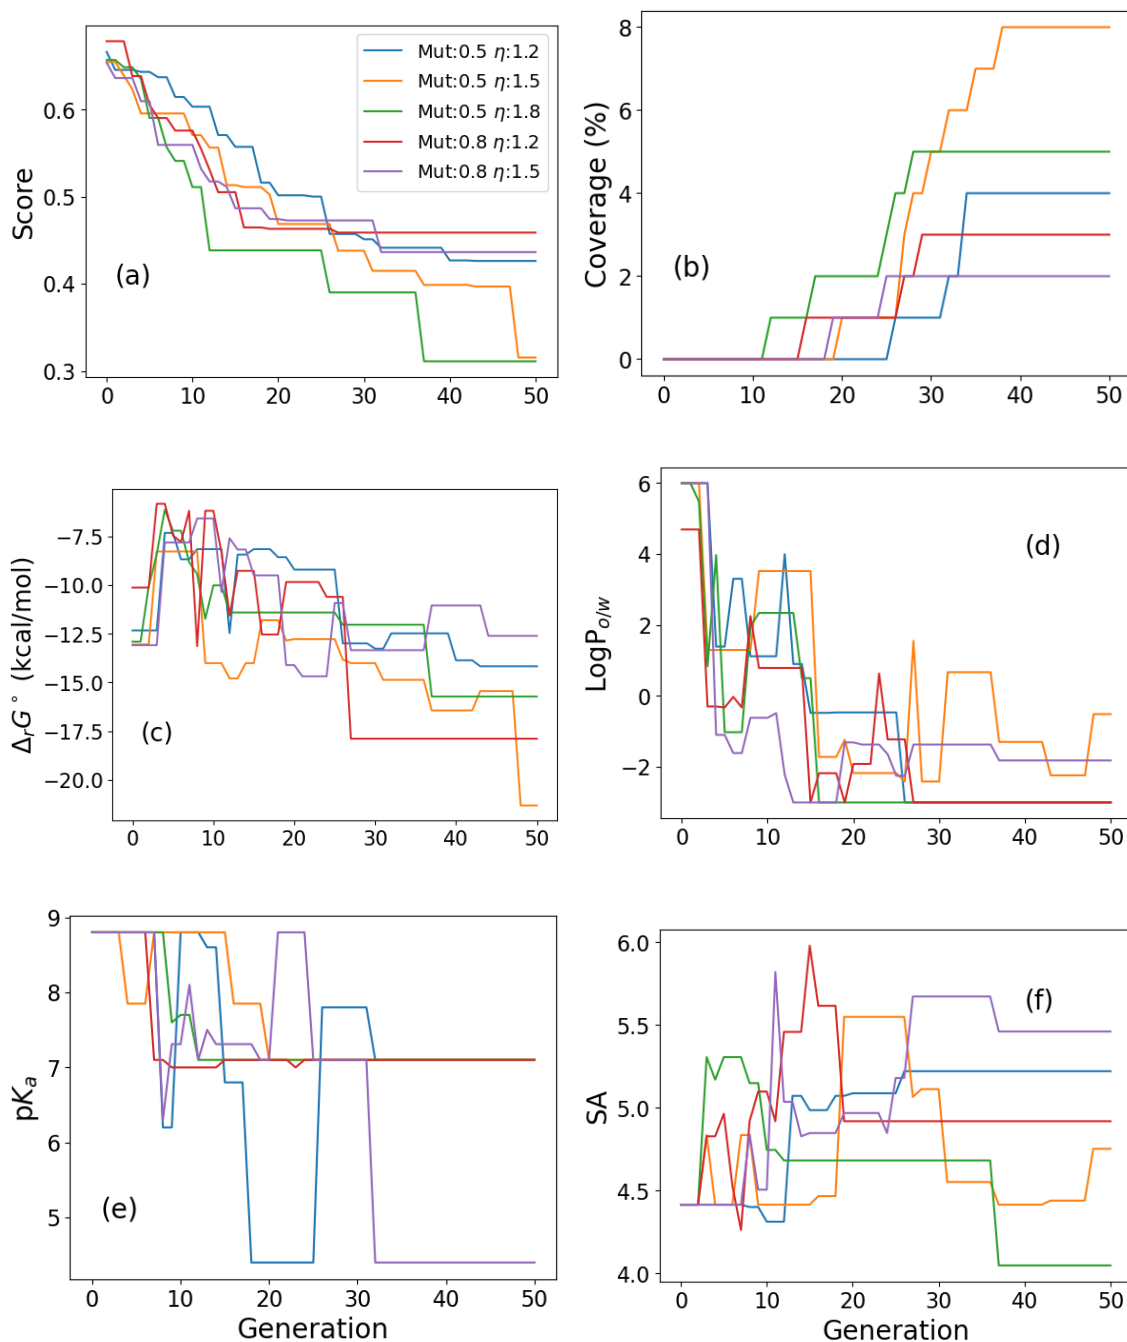 Score
0.6
0.5
0.4
0.3
0 10 20 30 40 50
Mut:0.5 η:1.2
Mut:0.5 η:1.5
Mut:0.5 η:1.8
Mut:0.8 η:1.2
Mut:0.8 η:1.5
(a)
Coverage (%)
8
6
4
2
0
0 10 20 30 40 50
(b)
ΔrG° (kcal/mol)
−7.5
−10.0
−12.5
−15.0
−17.5
−20.0
0 10 20 30 40 50
(c)
LogPo/w
6
4
2
0
−2
0 10 20 30 40 50
(d)
pKa
9
8
7
6
5
0 10 20 30 40 50
Generation
(e)
SA
6.0
5.5
5.0
4.5
4.0
0 10 20 30 40 50
Generation
(f)